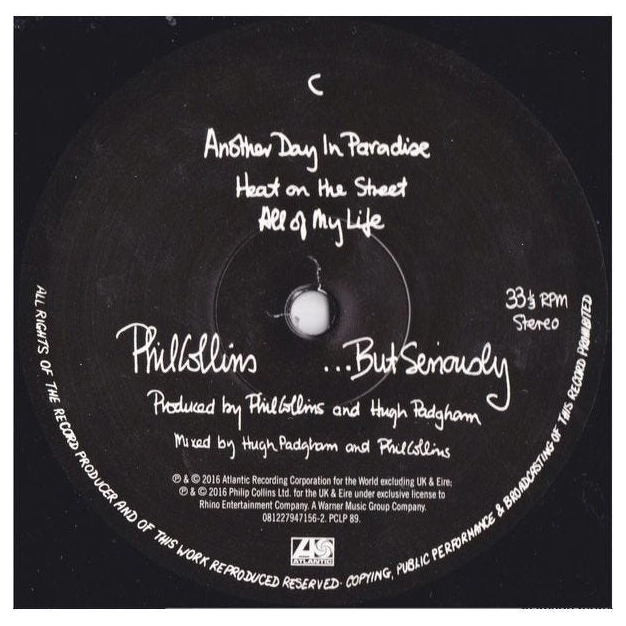 C
Another Day In Paradise
Heat on the Street
All of My Life
33⅓ RPM
Stereo
Phil Collins ...But Seriously
Produced by Phil Collins and Hugh Padgham
Mixed by Hugh Padgham and Phil Collins
℗ & © 2016 Atlantic Recording Corporation for the World excluding UK & Eire;
℗ & © 2016 Philip Collins Ltd. for the UK & Eire under exclusive license to
Rhino Entertainment Company. A Warner Music Group Company.
081227947156-2. PCLP 89.
ATLANTIC
ALL RIGHTS OF THE RECORD PRODUCER AND OF THIS WORK REPRODUCED RESERVED· COPYING, PUBLIC PERFORMANCE & BROADCASTING OF THIS RECORD PROHIBITED